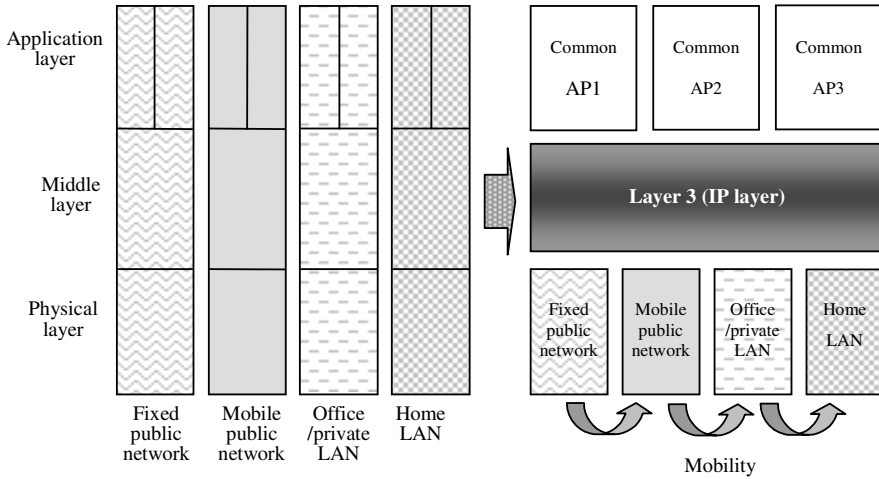 Application
layer
Middle
layer
Physical
layer
Fixed
public
network
Mobile
public
network
Office
/private
LAN
Home
LAN
Common
AP1
Common
AP2
Common
AP3
Layer 3 (IP layer)
Fixed
public
network
Mobile
public
network
Office
/private
LAN
Home
LAN
Mobility